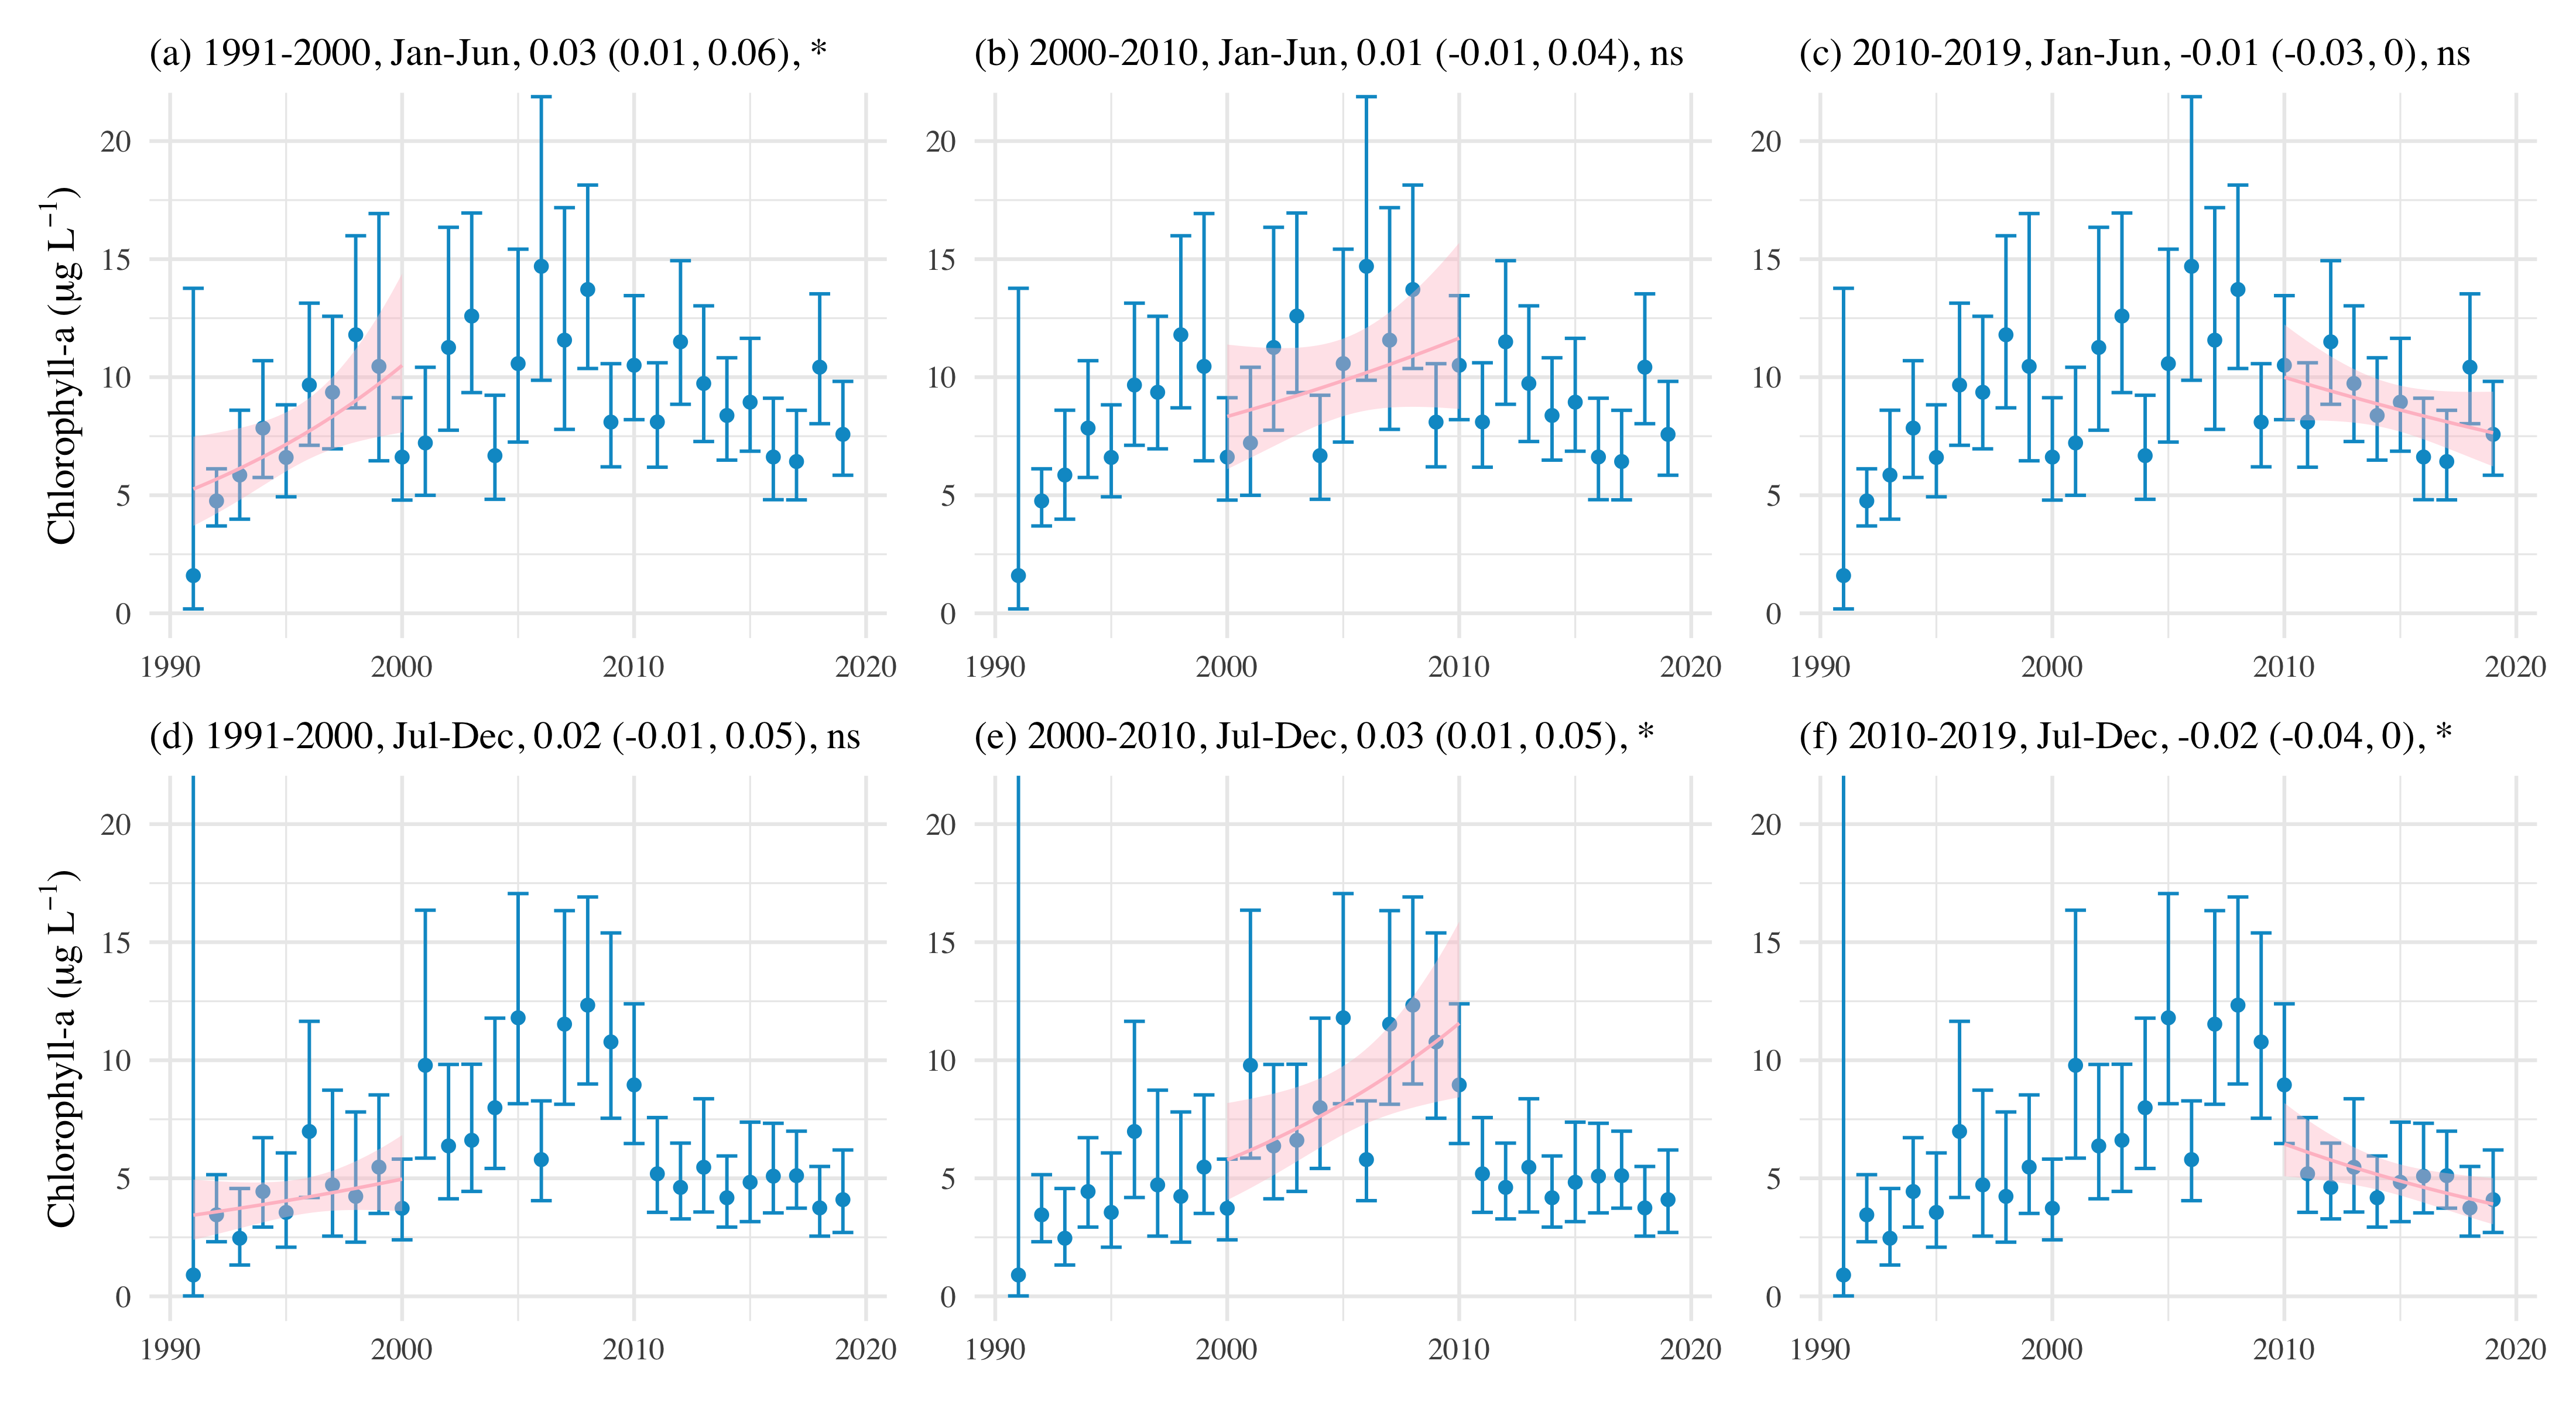 (a) 1991-2000, Jan-Jun, 0.03 (0.01, 0.06), *
(b) 2000-2010, Jan-Jun, 0.01 (-0.01, 0.04), ns
(c) 2010-2019, Jan-Jun, -0.01 (-0.03, 0), ns
Chlorophyll-a (µg L⁻¹)
20
15
10
5
0
1990 2000 2010 2020
20
15
10
5
0
1990 2000 2010 2020
20
15
10
5
0
1990 2000 2010 2020
(d) 1991-2000, Jul-Dec, 0.02 (-0.01, 0.05), ns
(e) 2000-2010, Jul-Dec, 0.03 (0.01, 0.05), *
(f) 2010-2019, Jul-Dec, -0.02 (-0.04, 0), *
Chlorophyll-a (µg L⁻¹)
20
15
10
5
0
1990 2000 2010 2020
20
15
10
5
0
1990 2000 2010 2020
20
15
10
5
0
1990 2000 2010 2020